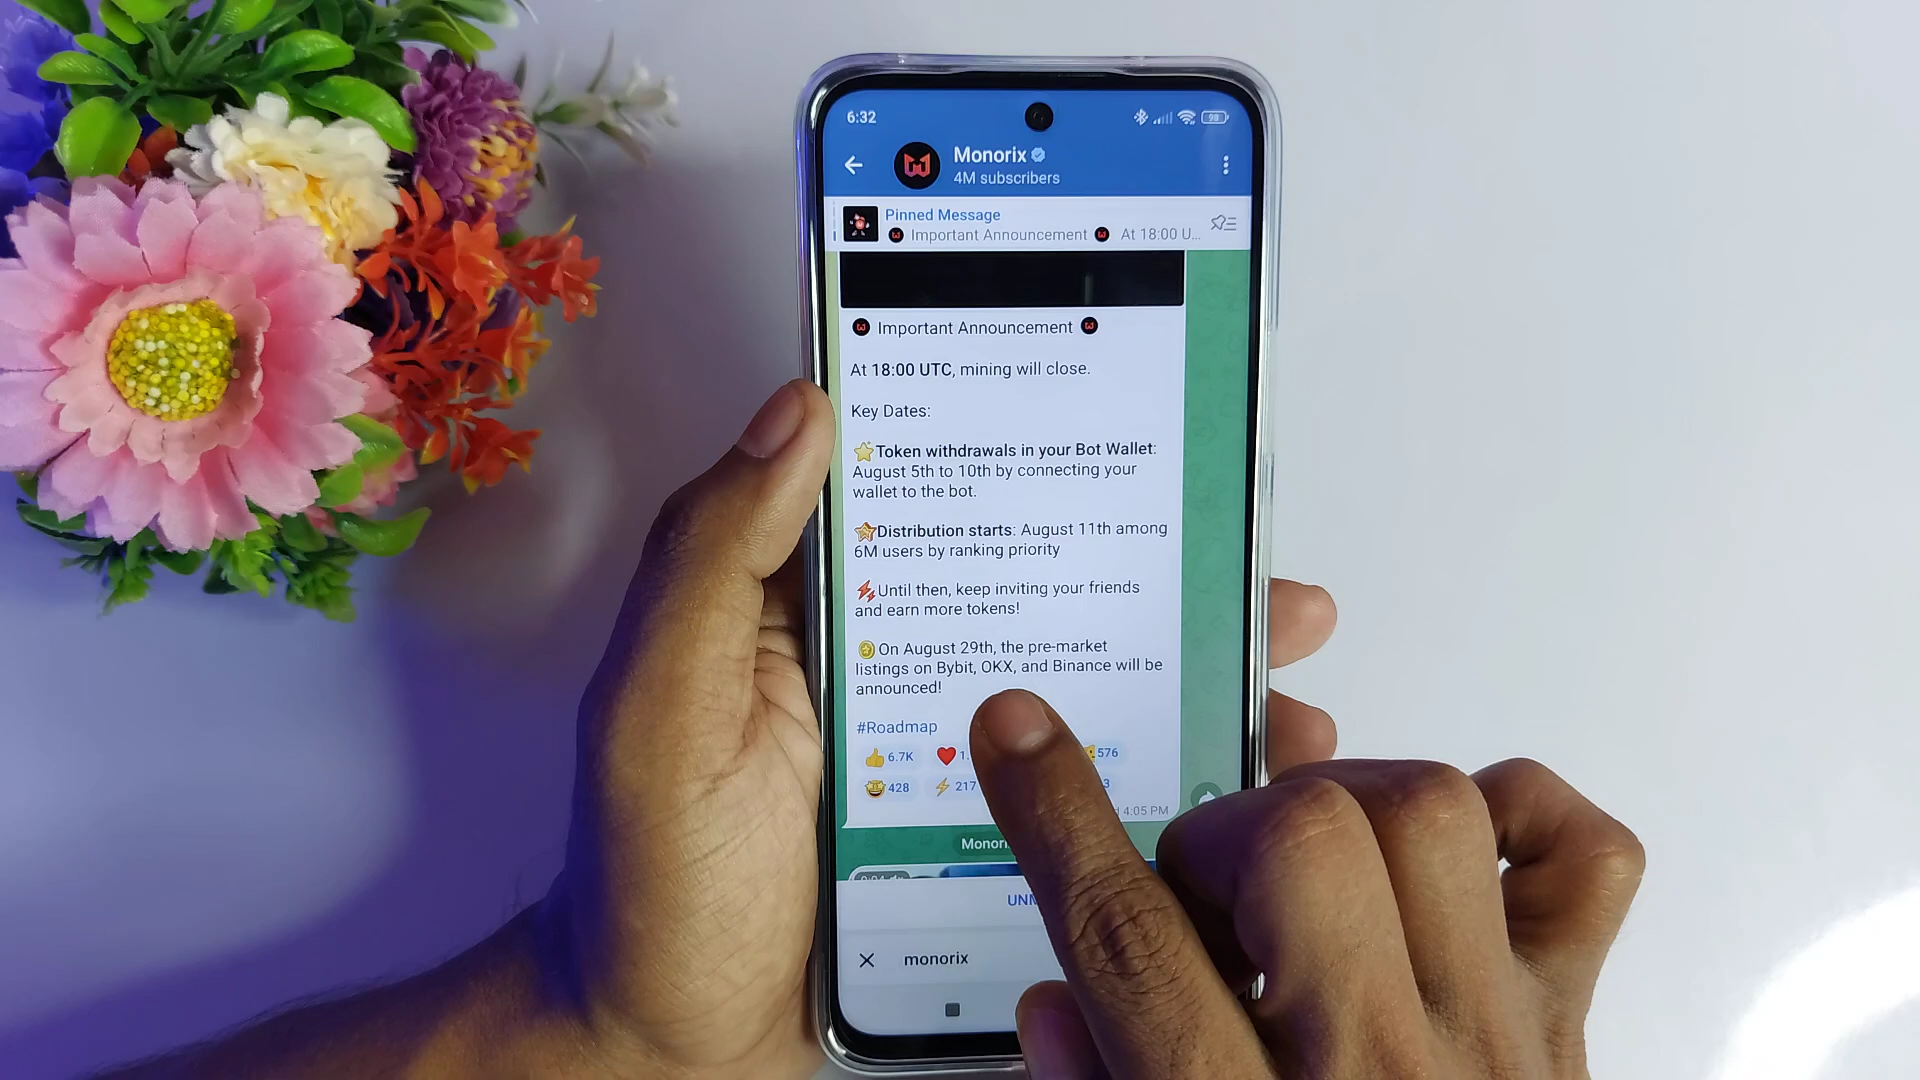 6:32
98
Monorix
4M subscribers
Pinned Message
Important Announcement At 18:00 U...
Important Announcement
At 18:00 UTC, mining will close.
Key Dates:
Token withdrawals in your Bot Wallet:
August 5th to 10th by connecting your
wallet to the bot.
Distribution starts: August 11th among
6M users by ranking priority
Until then, keep inviting your friends
and earn more tokens!
On August 29th, the pre-market
listings on Bybit, OKX, and Binance will be
announced!
#Roadmap
6.7K
576
428 217
4:05 PM
monorix